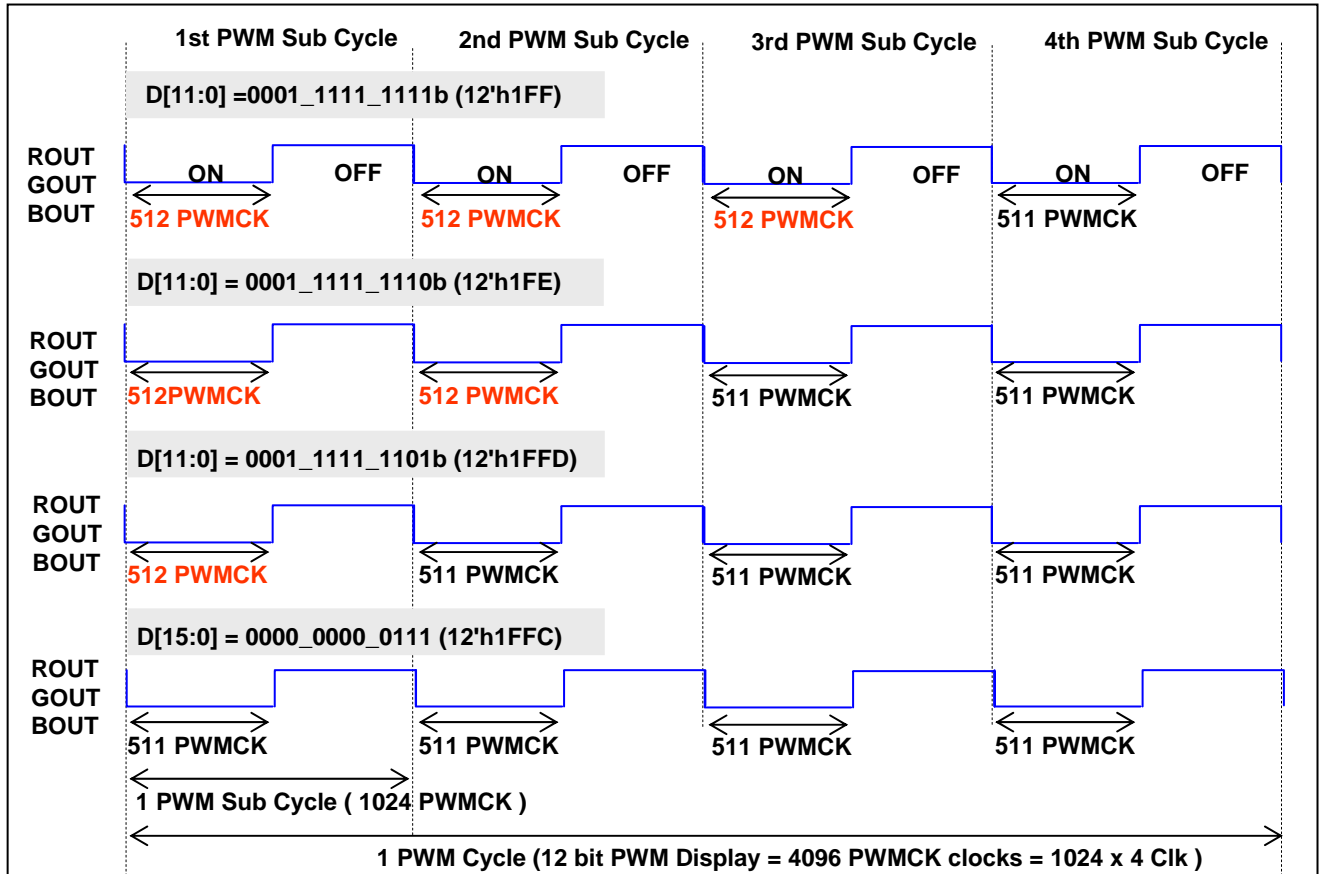 1st PWM Sub Cycle 2nd PWM Sub Cycle 3rd PWM Sub Cycle 4th PWM Sub Cycle
D[11:0] =0001_1111_1111b (12'h1FF)
ROUT
GOUT
BOUT
ON OFF ON OFF ON OFF ON OFF
512 PWMCK 512 PWMCK 512 PWMCK 511 PWMCK
D[11:0] = 0001_1111_1110b (12'h1FE)
ROUT
GOUT
BOUT
512PWMCK 512 PWMCK 511 PWMCK 511 PWMCK
D[11:0] = 0001_1111_1101b (12'h1FFD)
ROUT
GOUT
BOUT
512 PWMCK 511 PWMCK 511 PWMCK 511 PWMCK
D[15:0] = 0000_0000_0111 (12'h1FFC)
ROUT
GOUT
BOUT
511 PWMCK 511 PWMCK 511 PWMCK 511 PWMCK
1 PWM Sub Cycle ( 1024 PWMCK )
1 PWM Cycle (12 bit PWM Display = 4096 PWMCK clocks = 1024 x 4 Clk )